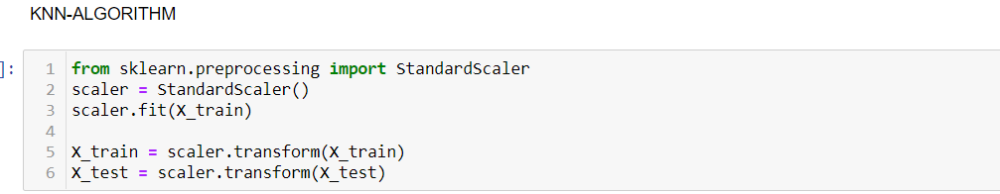 KNN-ALGORITHM
]:
1 from sklearn.preprocessing import StandardScaler
2 scaler = StandardScaler()
3 scaler.fit(X_train)
4
5 X_train = scaler.transform(X_train)
6 X_test = scaler.transform(X_test)